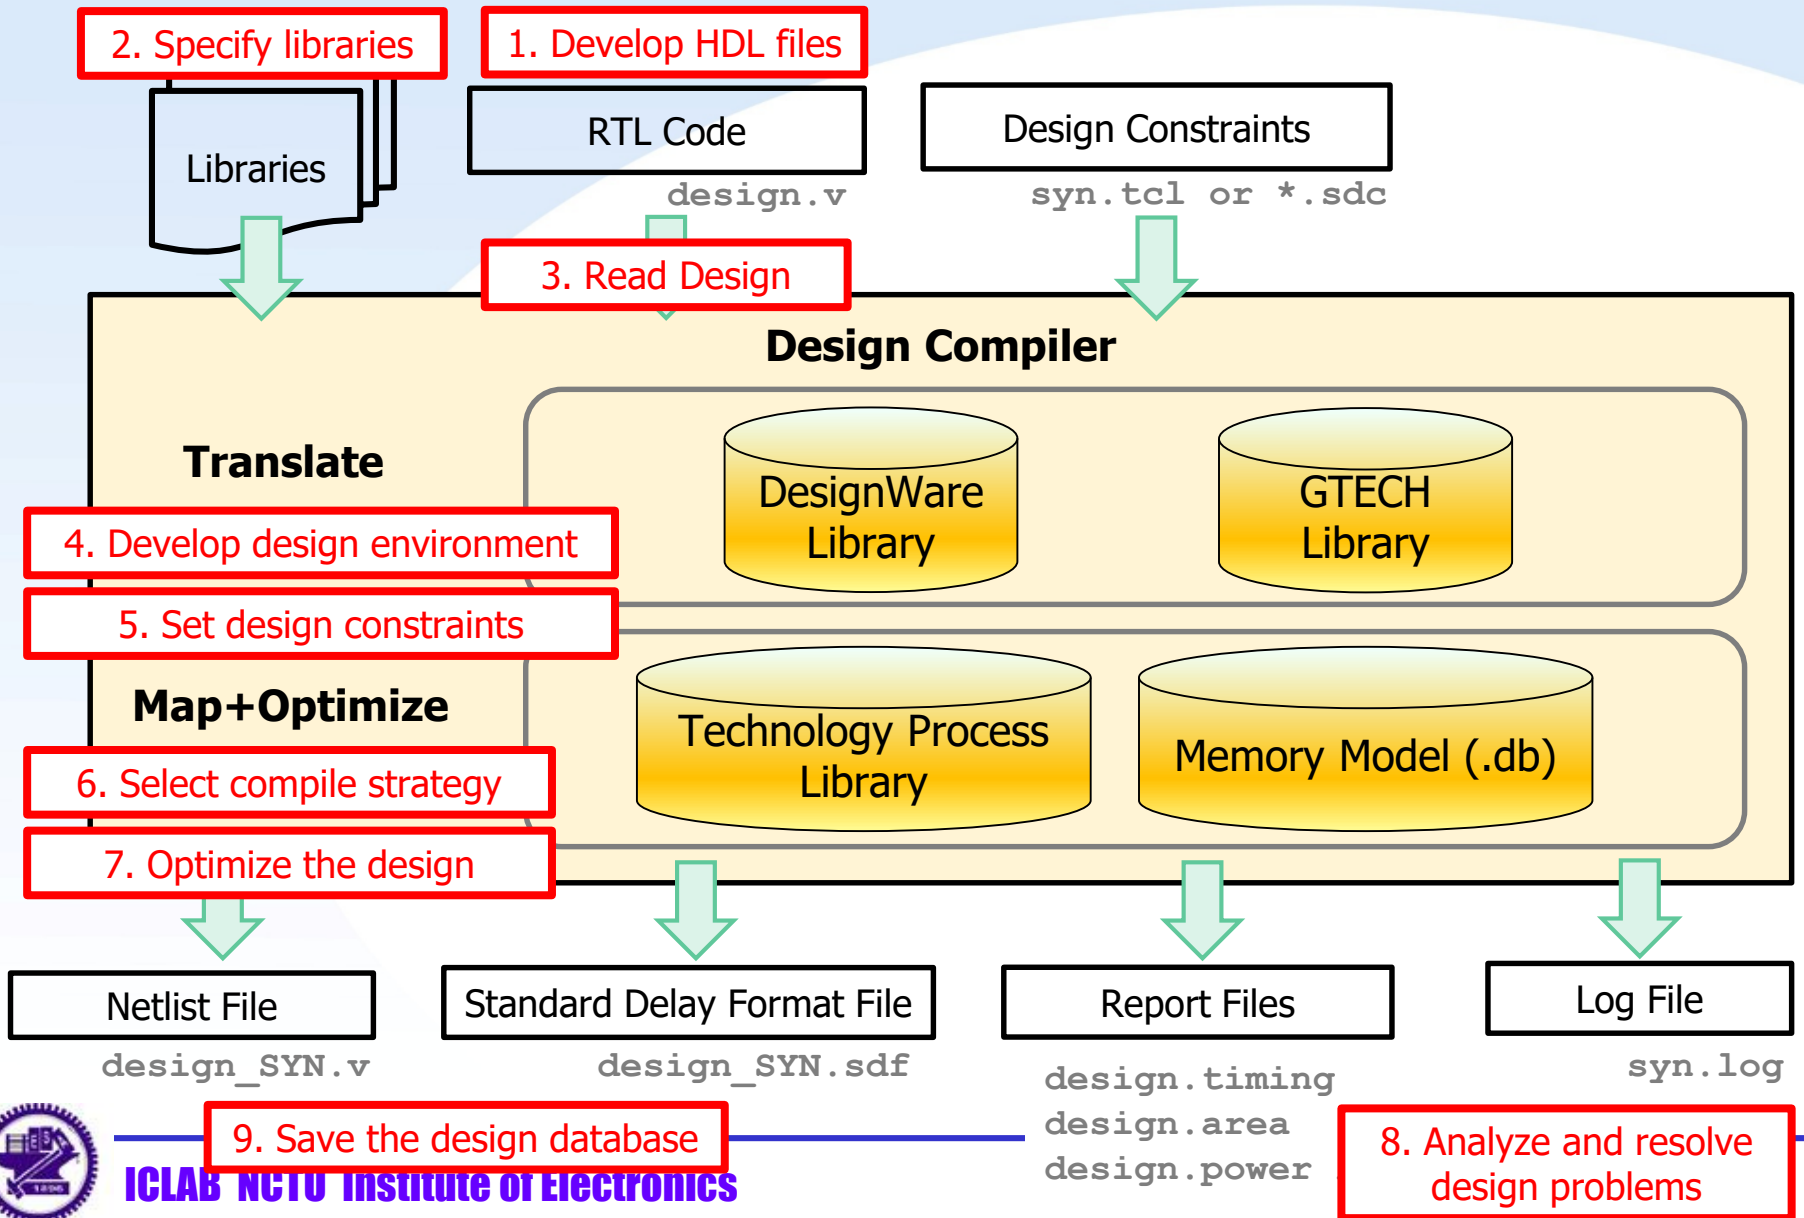 2. Specify libraries
1. Develop HDL files
Libraries
RTL Code
design.v
Design Constraints
syn.tcl or *.sdc
3. Read Design
Design Compiler
Translate
DesignWare
Library
GTECH
Library
4. Develop design environment
5. Set design constraints
Map+Optimize
Technology Process
Library
Memory Model (.db)
6. Select compile strategy
7. Optimize the design
Netlist File
design_SYN.v
Standard Delay Format File
design_SYN.sdf
Report Files
design.timing
design.area
design.power
Log File
syn.log
8. Analyze and resolve
design problems
9. Save the design database
ICLAB NCTU Institute of Electronics
1896